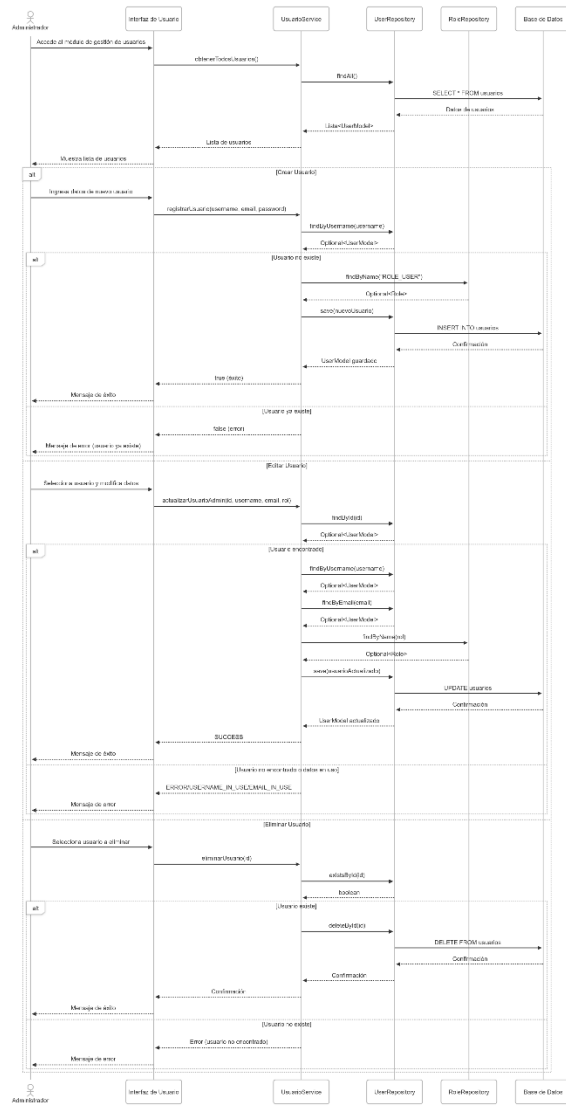 Administrador
Interfaz de Usuario
UsuarioService
UserRepository
RoleRepository
Base de Datos
Accede al módulo de gestión de usuarios
obtenerTodosUsuarios()
findAll()
SELECT * FROM usuarios
Datos de usuarios
Lista<UserModel>
Lista de usuarios
Muestra lista de usuarios
alt
[Crear Usuario]
Ingresa datos de nuevo usuario
registrarUsuario(username, email, password)
findByUsername(username)
Optional<UserModel>
alt
[Usuario no existe]
findByName("ROLE_USER")
Optional<Role>
save(nuevoUsuario)
INSERT INTO usuarios
Confirmación
UserModel guardado
true (éxito)
Mensaje de éxito
[Usuario ya existe]
false (error)
Mensaje de error (usuario ya existe)
[Editar Usuario]
Selecciona usuario y modifica datos
actualizarUsuarioAdmin(id, username, email, rol)
findById(id)
Optional<UserModel>
alt
[Usuario encontrado]
findByUsername(username)
Optional<UserModel>
findByEmail(email)
Optional<UserModel>
findByName(rol)
Optional<Role>
save(usuarioActualizado)
UPDATE usuarios
Confirmación
UserModel actualizado
SUCCESS
Mensaje de éxito
[Usuario no encontrado o datos en uso]
ERROR/USERNAME_IN_USE/EMAIL_IN_USE
Mensaje de error
[Eliminar Usuario]
Selecciona usuario a eliminar
eliminarUsuario(id)
existsById(id)
boolean
alt
[Usuario existe]
deleteById(id)
DELETE FROM usuarios
Confirmación
Confirmación
Confirmación
Mensaje de éxito
[Usuario no existe]
Error (usuario no encontrado)
Mensaje de error
Administrador
Interfaz de Usuario
UsuarioService
UserRepository
RoleRepository
Base de Datos